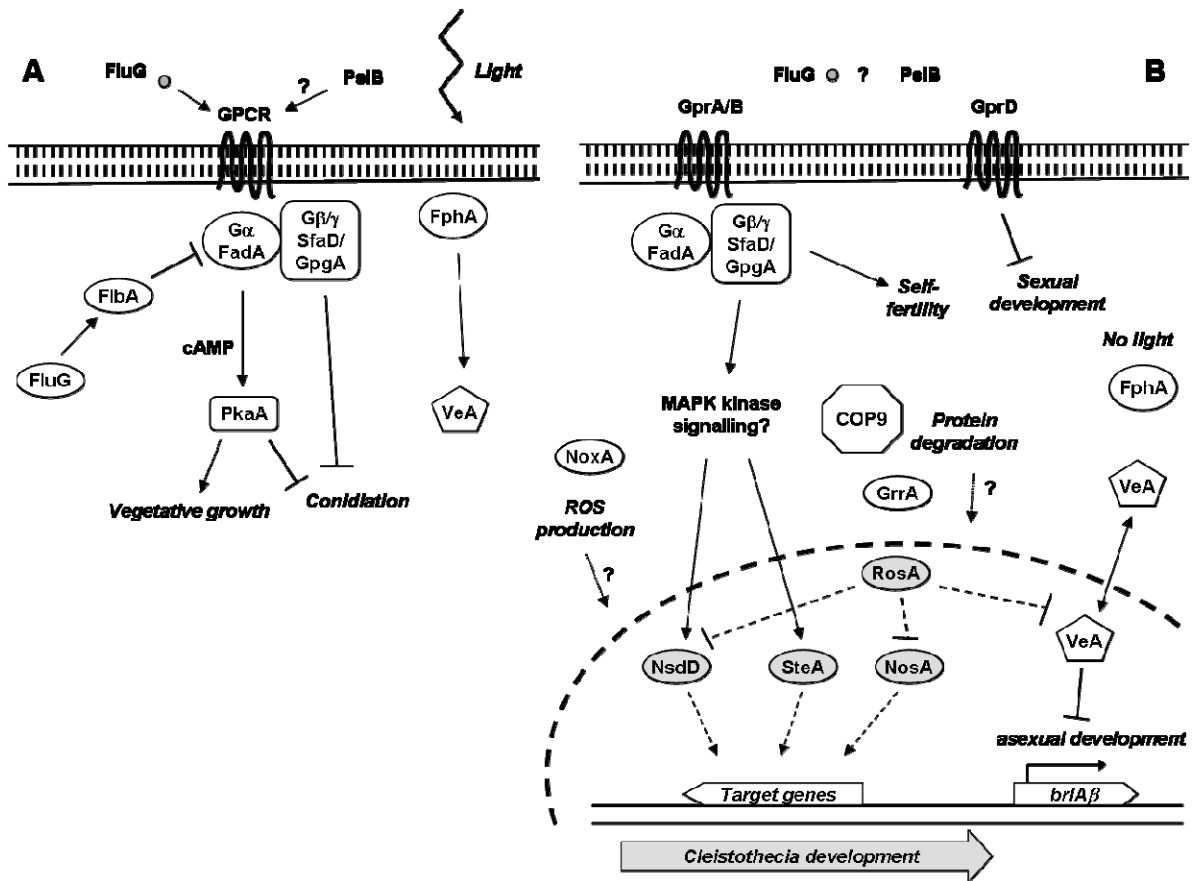 A
FluG
?
PsiB
Light
GPCR
FphA
Gα
FadA
Gβ/γ
SfaD/
GpgA
FlbA
FluG
cAMP
PkaA
VeA
Vegetative growth
Conidiation
B
FluG
?
PsiB
GprA/B
GprD
Gα
FadA
Gβ/γ
SfaD/
GpgA
Self-
fertility
Sexual
development
No light
FphA
MAPK kinase
signalling?
COP9
Protein
degradation
NoxA
GrrA
?
VeA
ROS
production
?
RosA
VeA
NsdD
SteA
NosA
asexual development
Target genes
brlAβ
Cleistothecia development